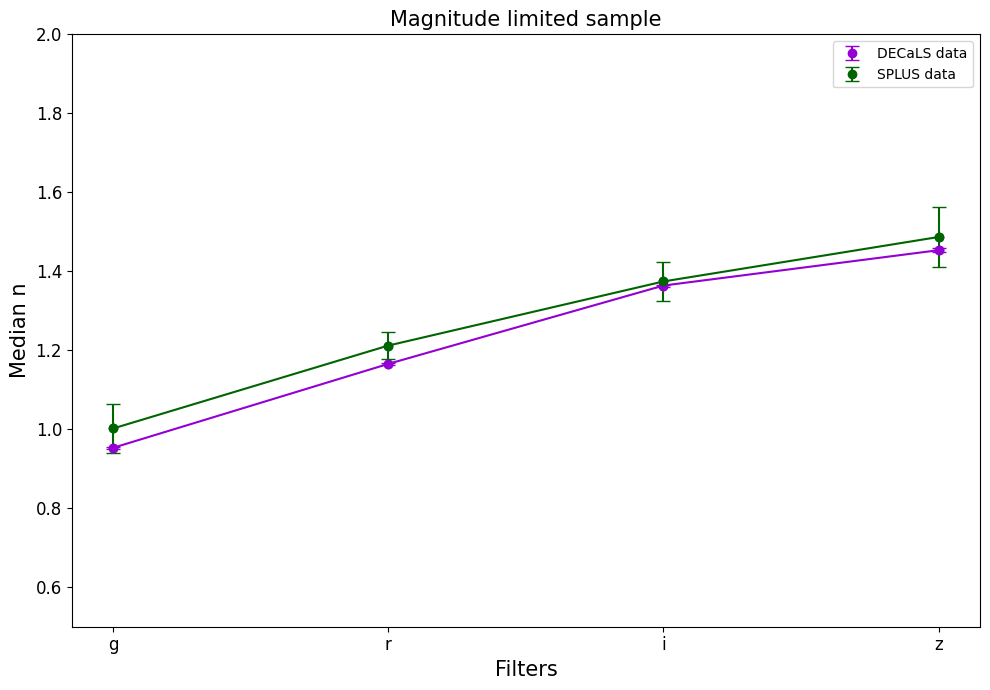 Magnitude limited sample
DECaLS data
SPLUS data
Median n
2.0
1.8
1.6
1.4
1.2
1.0
0.8
0.6
g r i z
Filters